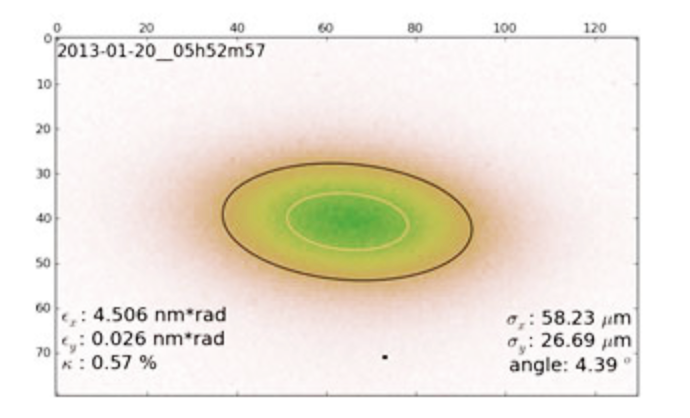 0 20 40 60 80 100 120
0
2013-01-20__05h52m57
10
20
30
40
50
60
ϵx: 4.506 nm*rad
ϵy: 0.026 nm*rad
κ : 0.57 %
70
σx: 58.23 μm
σy: 26.69 μm
angle: 4.39 °